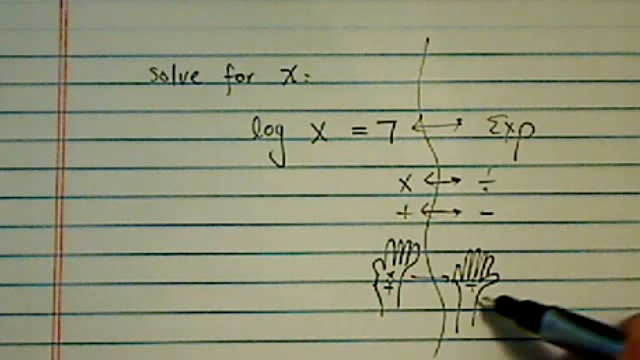 solve for x:
log x = 7 ↔ Exp
x ↔ ÷
+ ↔ -